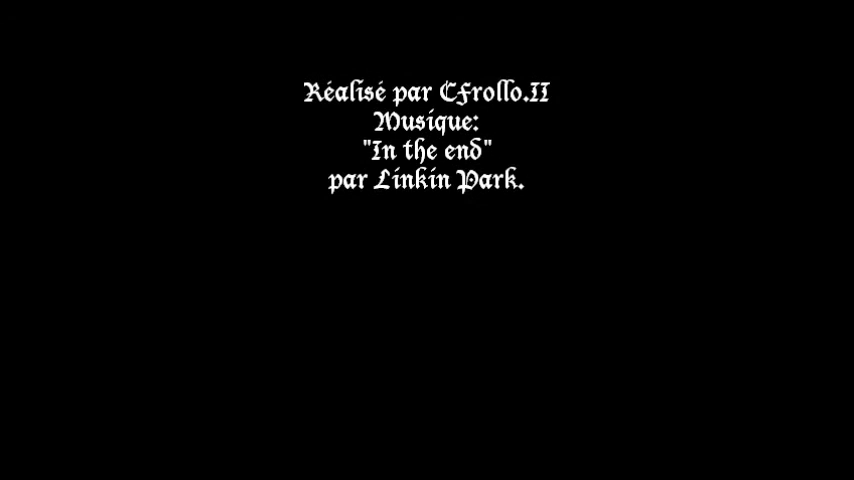 Réalisé par CFrollo.II
Musique:
"In the end"
par Linkin Park.